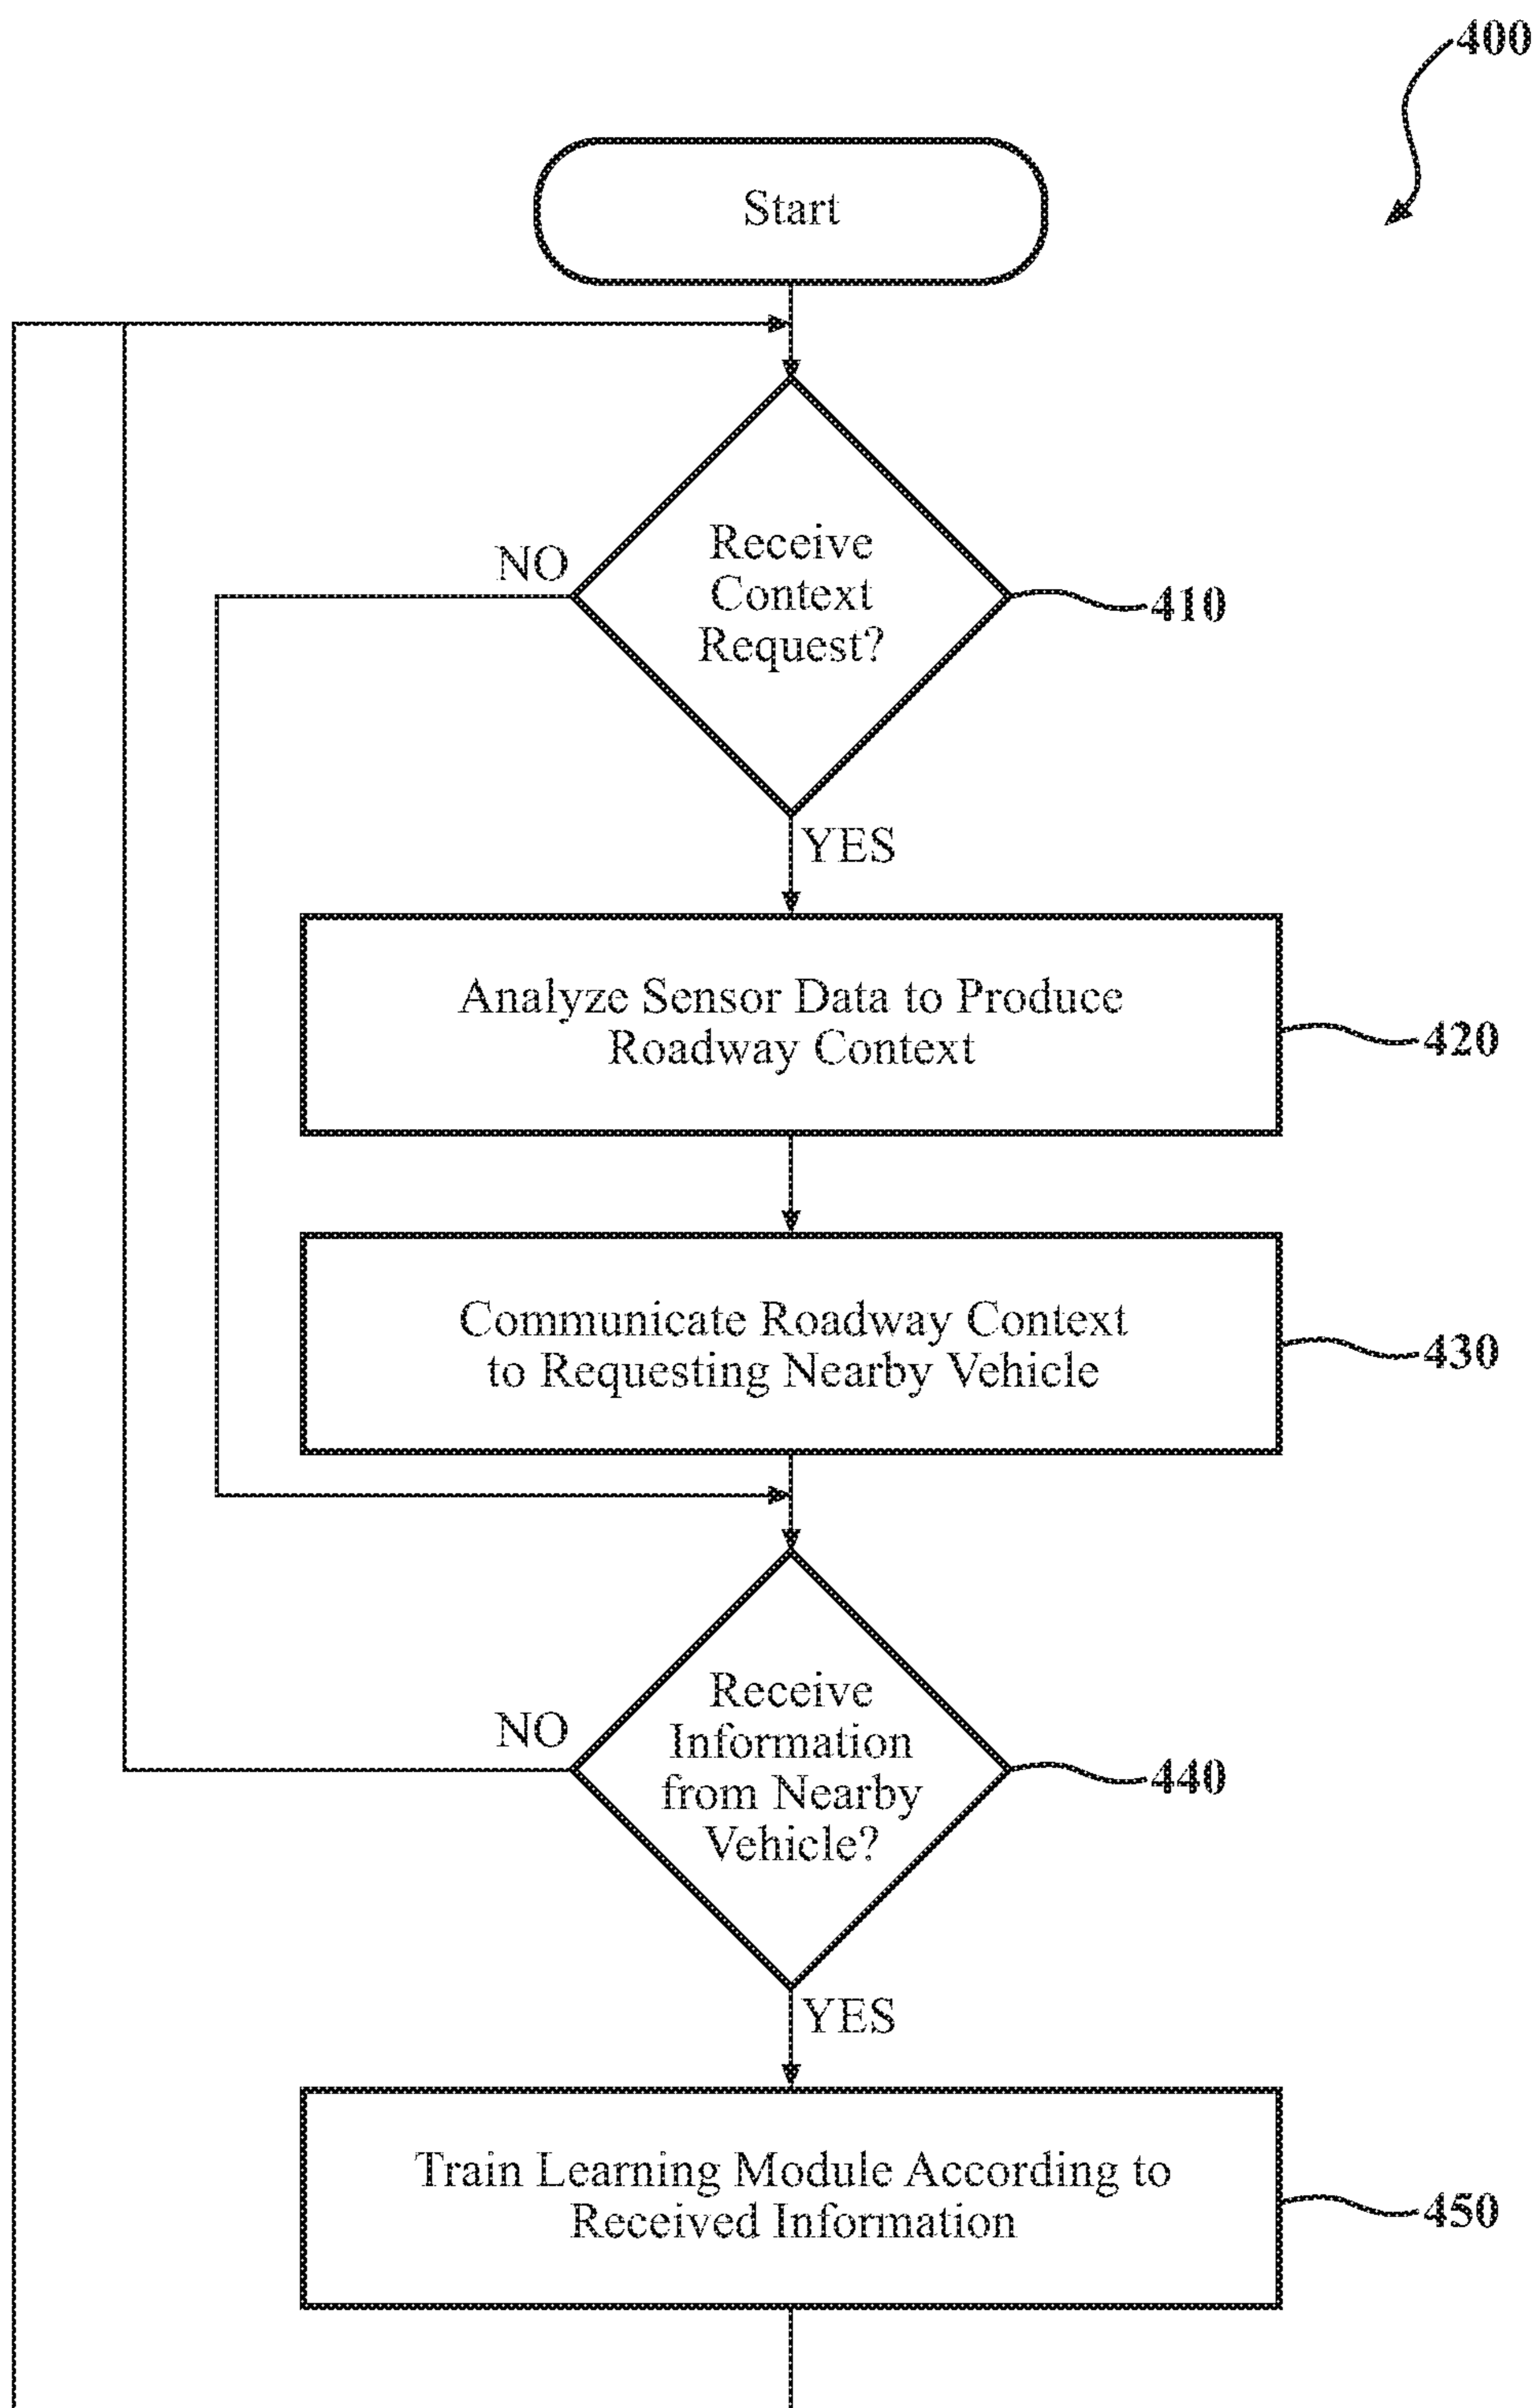 400
Start
Receive
Context
Request?
NO
410
YES
Analyze Sensor Data to Produce
Roadway Context
420
Communicate Roadway Context
to Requesting Nearby Vehicle
430
Receive
Information
from Nearby
Vehicle?
NO
440
YES
Train Learning Module According to
Received Information
450